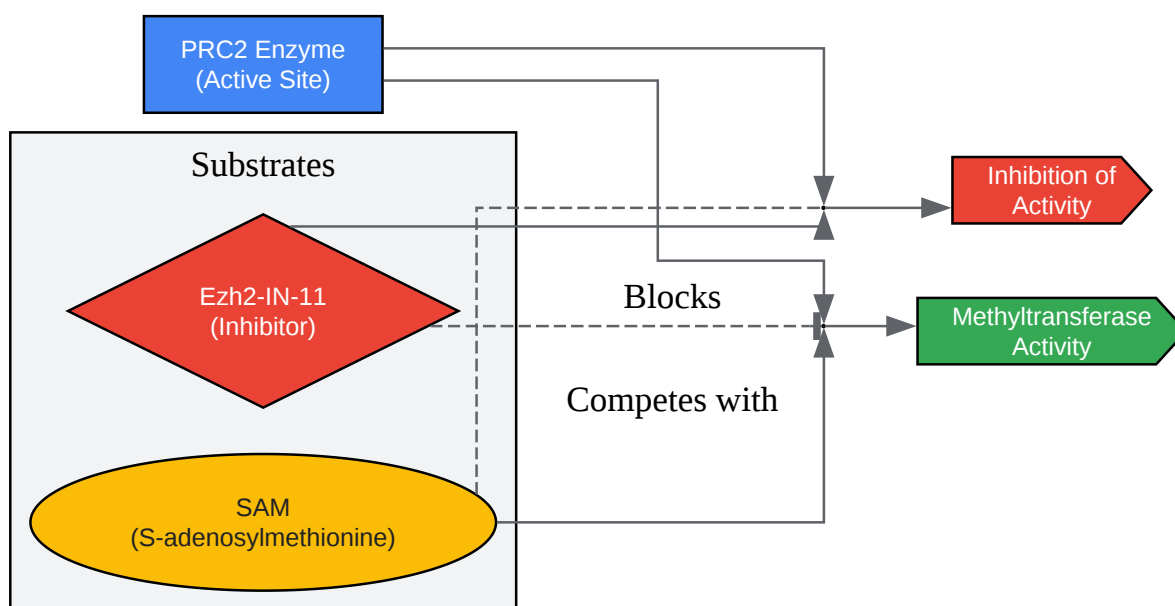 PRC2 Enzyme
(Active Site)
Substrates
Inhibition of
Activity
Ezh2-IN-11
(Inhibitor)
Blocks
Methyltransferase
Activity
Competes with
SAM
(S-adenosylmethionine)